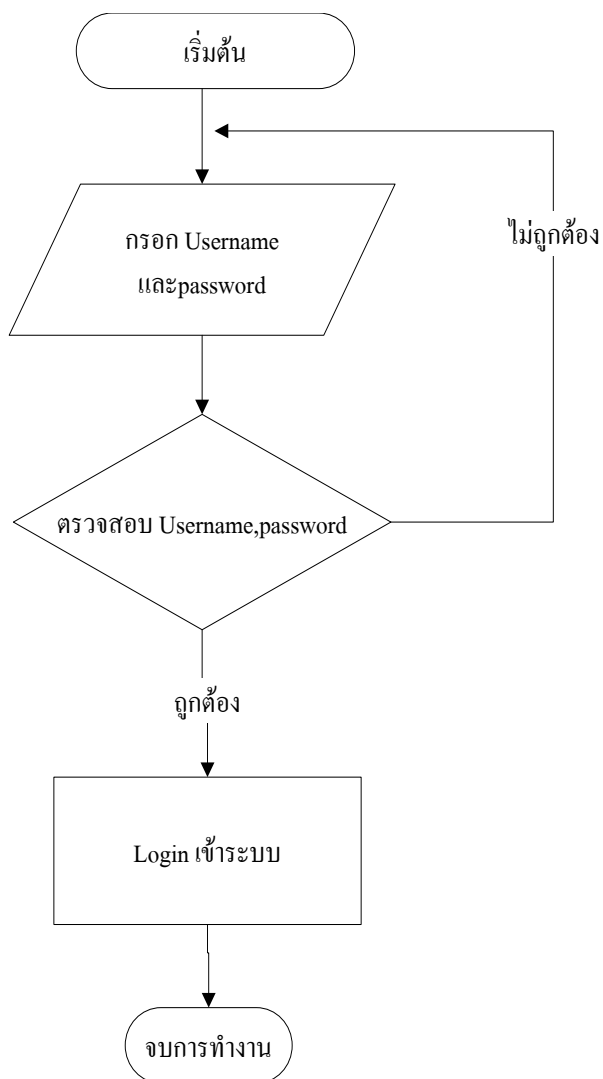 เริ่มต้น
กรอก Username
และpassword
ไม่ถูกต้อง
ตรวจสอบ Username,password
ถูกต้อง
Login เข้าระบบ
จบการทำงาน